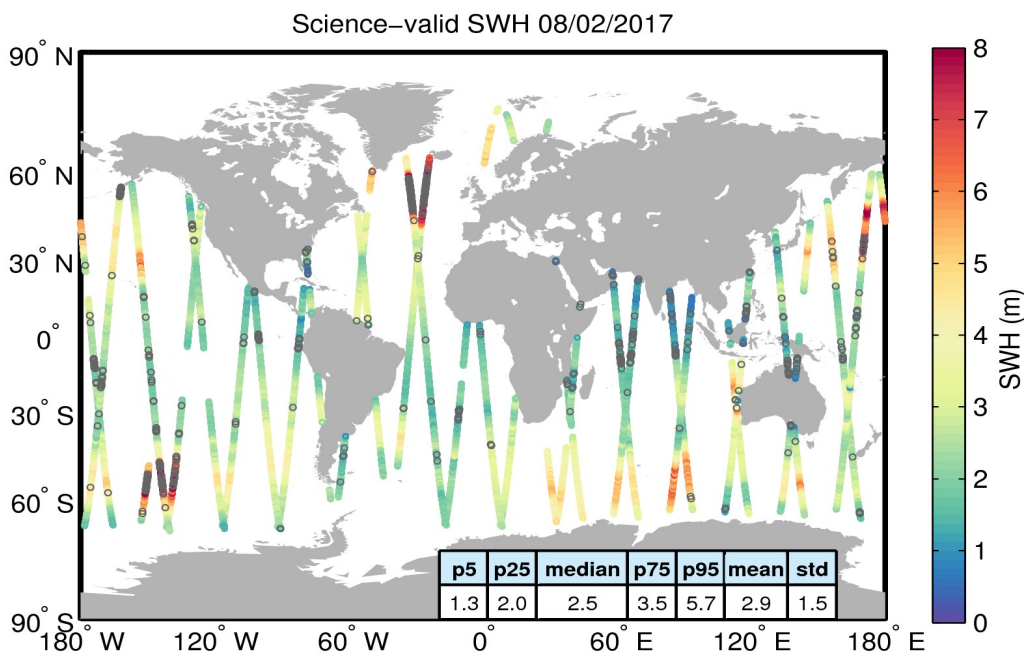 Science−valid SWH 08/02/2017
90° N
60° N
30° N
0°
30° S
60° S
90° S
180° W
120° W
60° W
0°
60° E
120° E
180° E
p5 p25 median p75 p95 mean std
1.3 2.0 2.5 3.5 5.7 2.9 1.5
8
7
6
5
4
3
2
1
0
SWH (m)